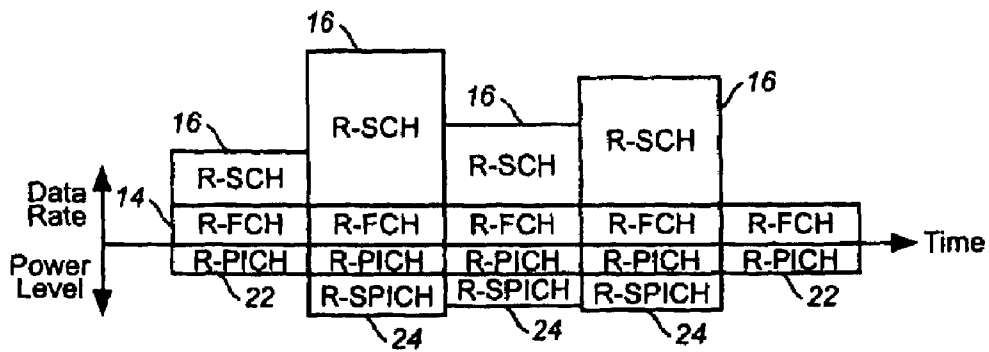 16
16
R-SCH
16
R-SCH
16
R-SCH
R-SCH
Data
Rate
14
R-FCH
R-FCH
R-FCH
R-FCH
R-FCH
Time
Power
Level
R-PICH
R-PICH
R-PICH
R-PICH
R-PICH
22
R-SPICH
R-SPICH
R-SPICH
22
24
24
24